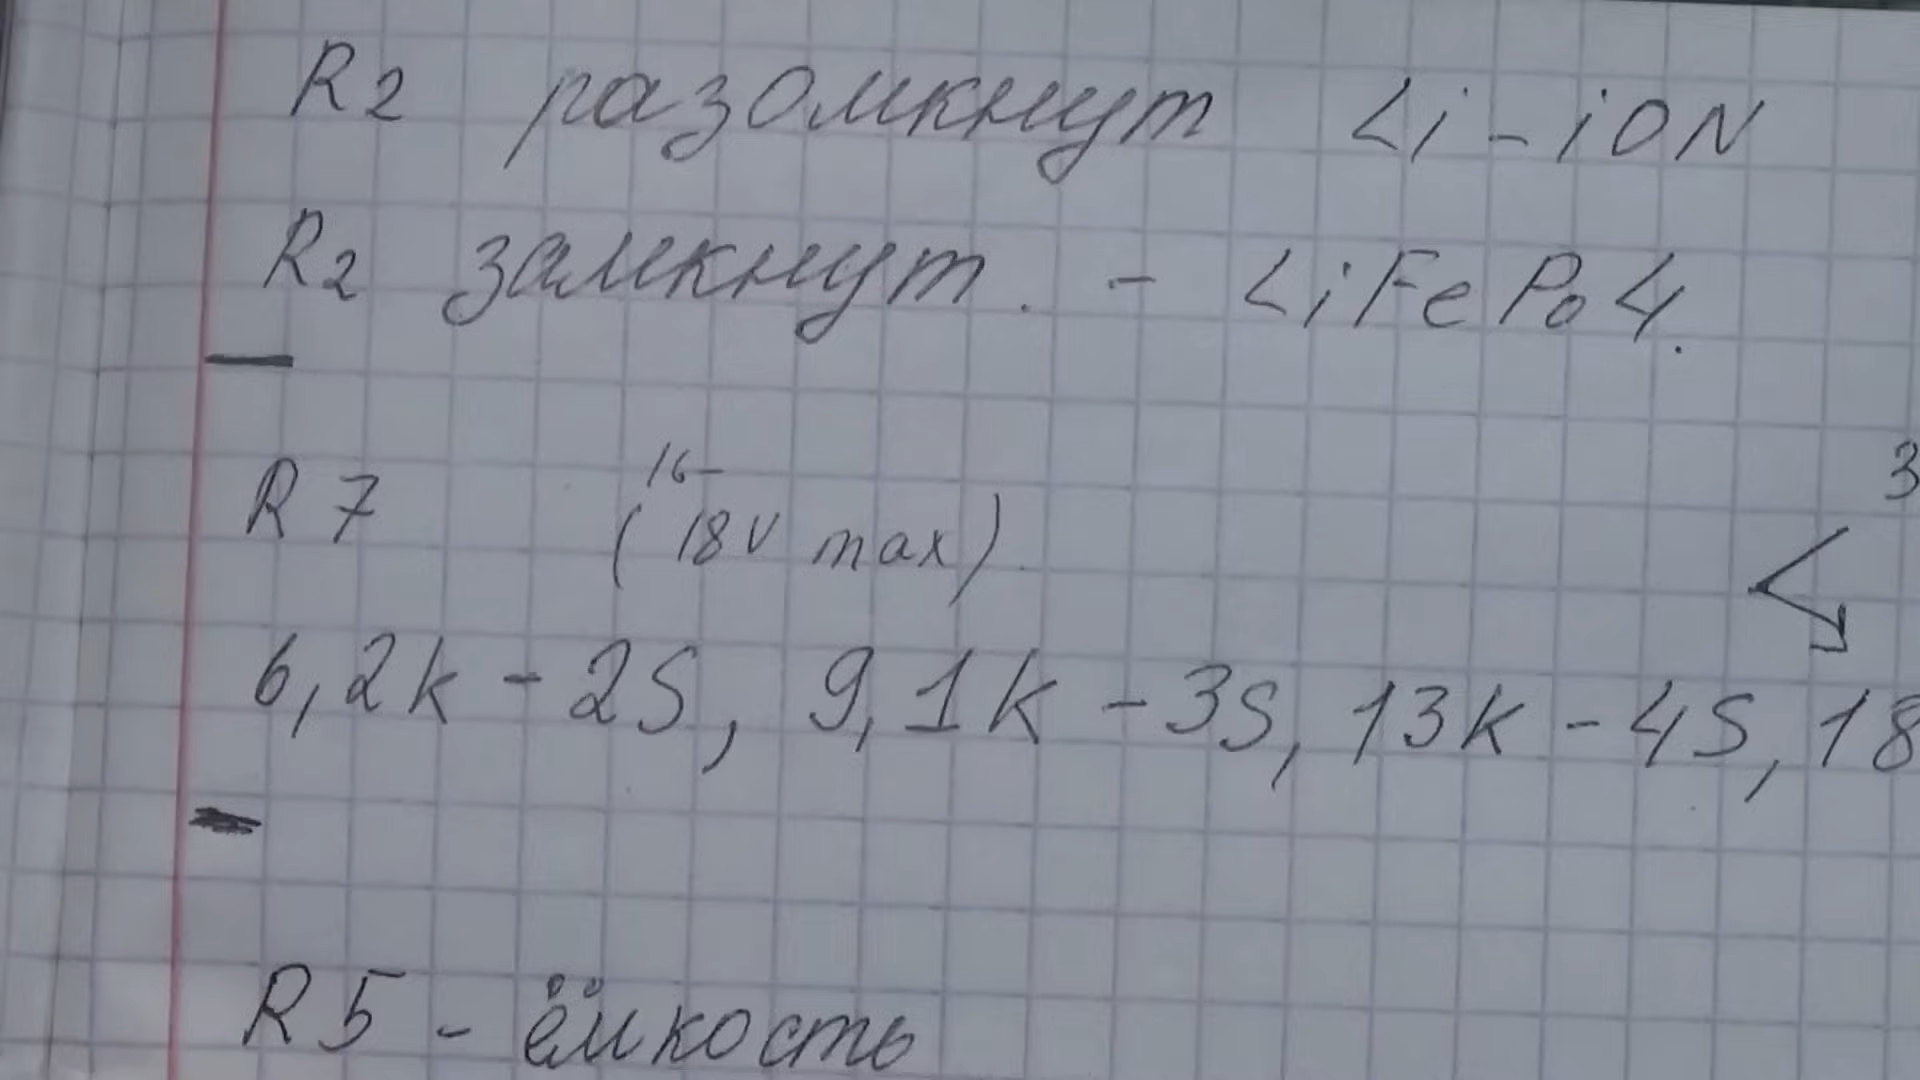 R2 разомкнут Li-iON
R2 замкнут. - LiFePo4.
R7 (16-18V max). 3
6,2k - 2S, 9,1k - 3S, 13k - 4S, 18
R5 - ёмкость